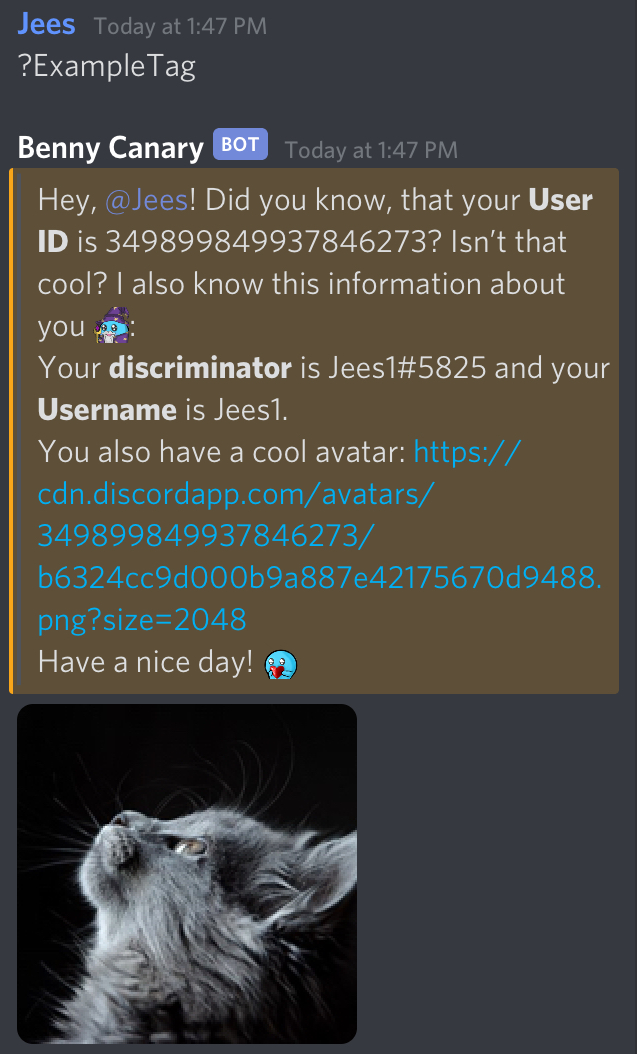 Jees Today at 1:47 PM
?ExampleTag
Benny Canary BOT Today at 1:47 PM
Hey, @Jees! Did you know, that your User
ID is 349899849937846273? Isn’t that
cool? I also know this information about
you :
Your discriminator is Jees1#5825 and your
Username is Jees1.
You also have a cool avatar: https://
cdn.discordapp.com/avatars/
349899849937846273/
b6324cc9d000b9a887e42175670d9488.
png?size=2048
Have a nice day!